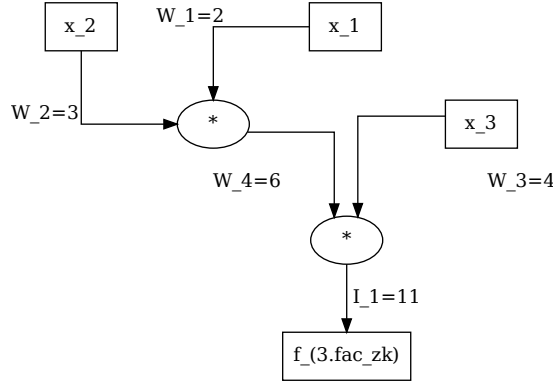 x_2
W_1=2
x_1
W_2=3
*
x_3
W_4=6
W_3=4
*
I_1=11
f_(3.fac_zk)